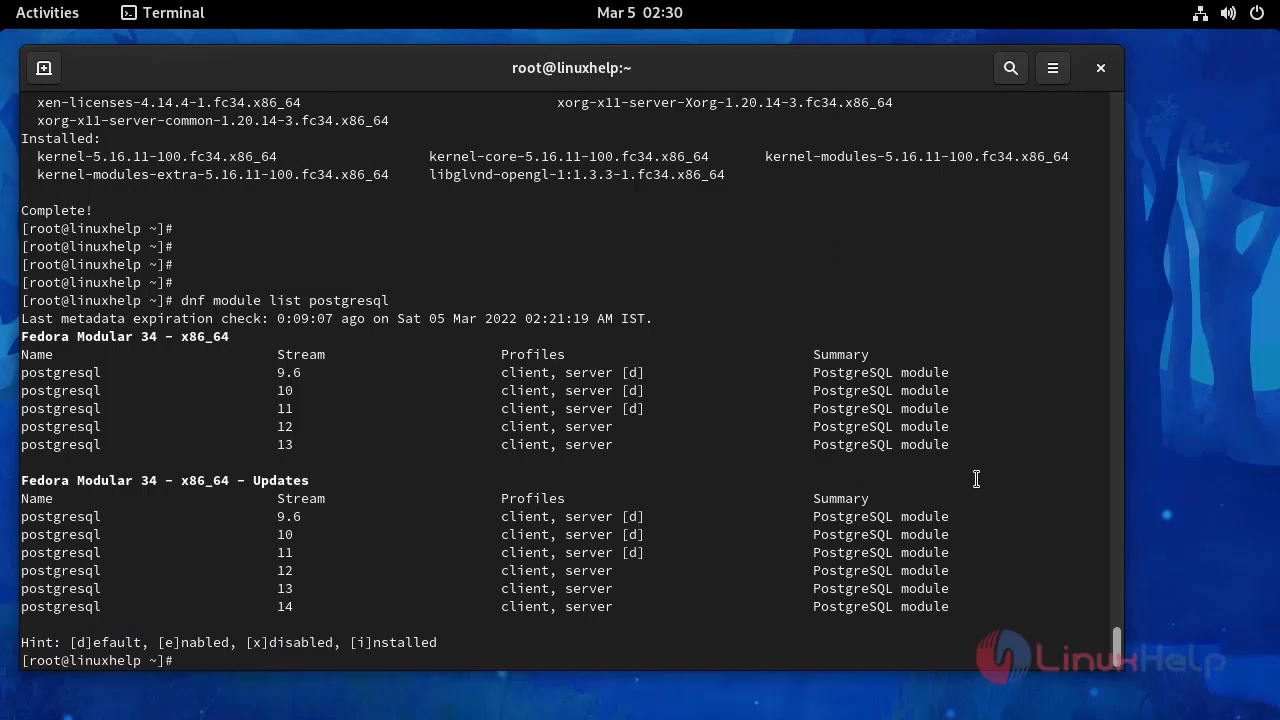 Activities Terminal Mar 5 02:30
root@linuxhelp:~
xen-licenses-4.14.4-1.fc34.x86_64 xorg-x11-server-Xorg-1.20.14-3.fc34.x86_64
xorg-x11-server-common-1.20.14-3.fc34.x86_64
Installed:
kernel-5.16.11-100.fc34.x86_64 kernel-core-5.16.11-100.fc34.x86_64 kernel-modules-5.16.11-100.fc34.x86_64
kernel-modules-extra-5.16.11-100.fc34.x86_64 libglvnd-opengl-1:1.3.3-1.fc34.x86_64
Complete!
[root@linuxhelp ~]#
[root@linuxhelp ~]#
[root@linuxhelp ~]#
[root@linuxhelp ~]#
[root@linuxhelp ~]# dnf module list postgresql
Last metadata expiration check: 0:09:07 ago on Sat 05 Mar 2022 02:21:19 AM IST.
Fedora Modular 34 - x86_64
Name Stream Profiles Summary
postgresql 9.6 client, server [d] PostgreSQL module
postgresql 10 client, server [d] PostgreSQL module
postgresql 11 client, server [d] PostgreSQL module
postgresql 12 client, server PostgreSQL module
postgresql 13 client, server PostgreSQL module
Fedora Modular 34 - x86_64 - Updates
Name Stream Profiles Summary
postgresql 9.6 client, server [d] PostgreSQL module
postgresql 10 client, server [d] PostgreSQL module
postgresql 11 client, server [d] PostgreSQL module
postgresql 12 client, server PostgreSQL module
postgresql 13 client, server PostgreSQL module
postgresql 14 client, server PostgreSQL module
Hint: [d]efault, [e]nabled, [x]disabled, [i]nstalled
[root@linuxhelp ~]#
LinuxHelp